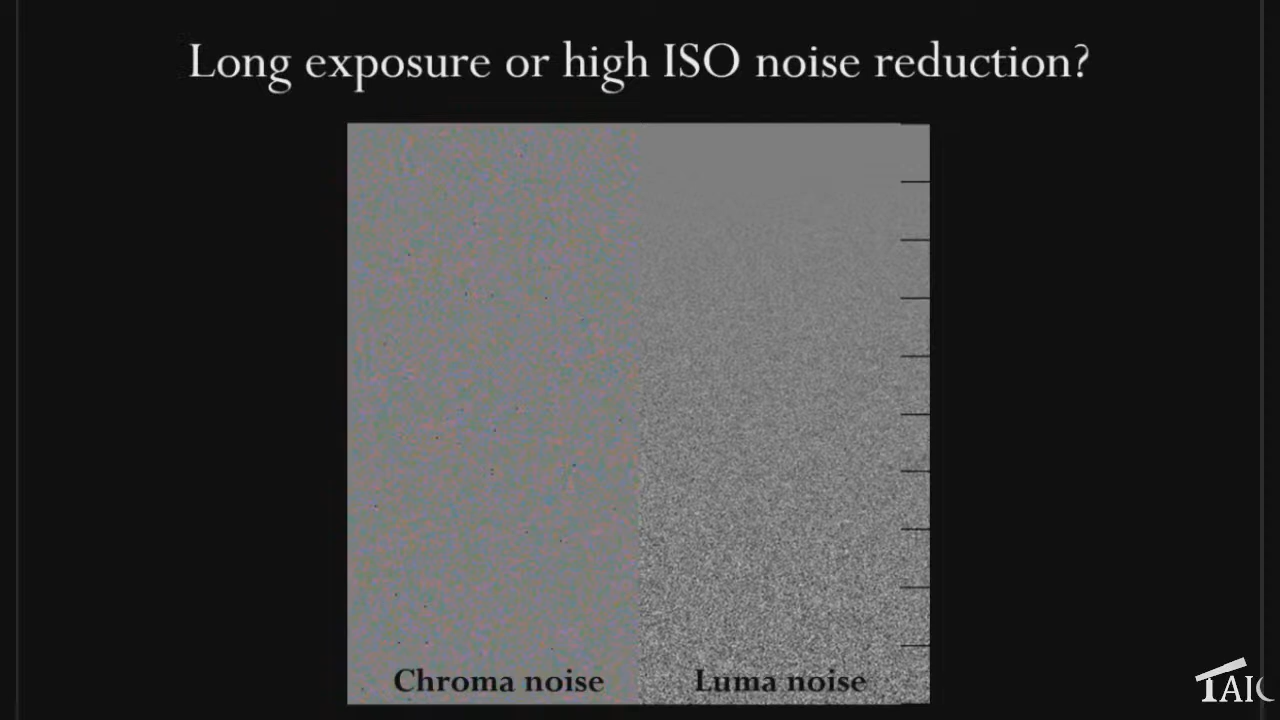 Long exposure or high ISO noise reduction?
Chroma noise
Luma noise
TAIC